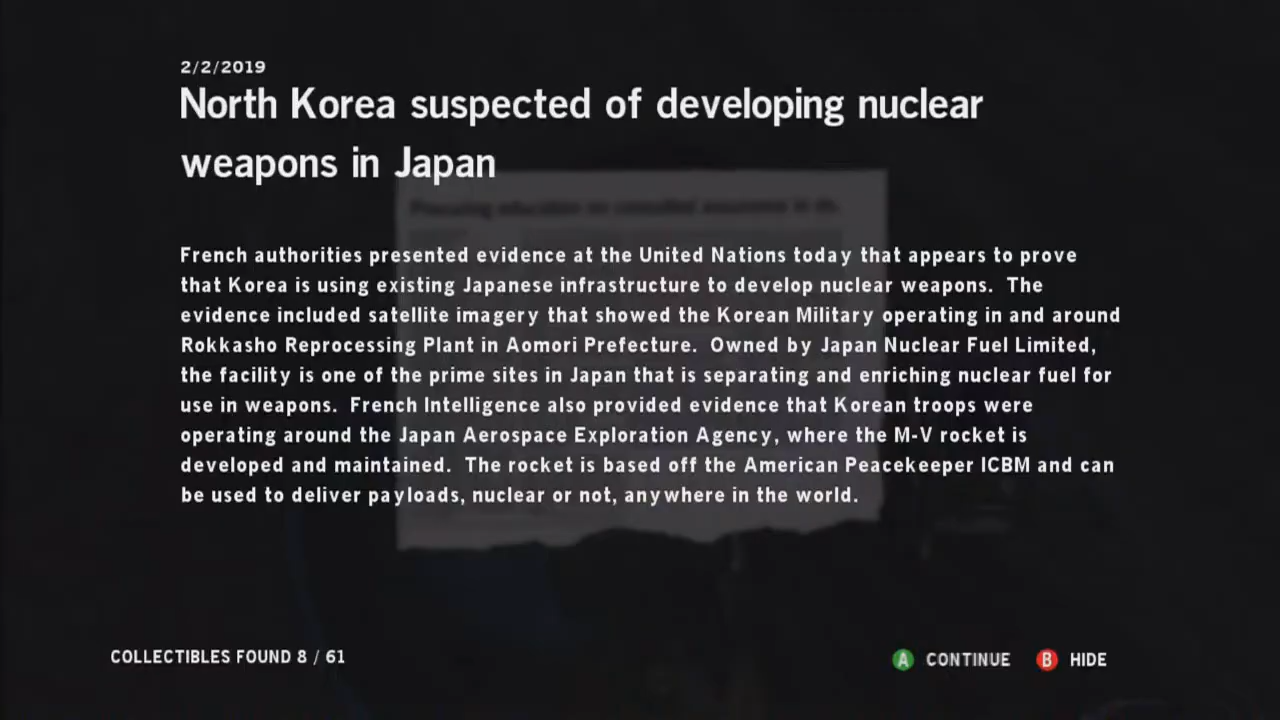 2/2/2019
North Korea suspected of developing nuclear
weapons in Japan
French authorities presented evidence at the United Nations today that appears to prove
that Korea is using existing Japanese infrastructure to develop nuclear weapons.  The
evidence included satellite imagery that showed the Korean Military operating in and around
Rokkasho Reprocessing Plant in Aomori Prefecture.  Owned by Japan Nuclear Fuel Limited,
the facility is one of the prime sites in Japan that is separating and enriching nuclear fuel for
use in weapons.  French Intelligence also provided evidence that Korean troops were
operating around the Japan Aerospace Exploration Agency, where the M-V rocket is
developed and maintained.  The rocket is based off the American Peacekeeper ICBM and can
be used to deliver payloads, nuclear or not, anywhere in the world.
COLLECTIBLES FOUND 8 / 61
A CONTINUE B HIDE